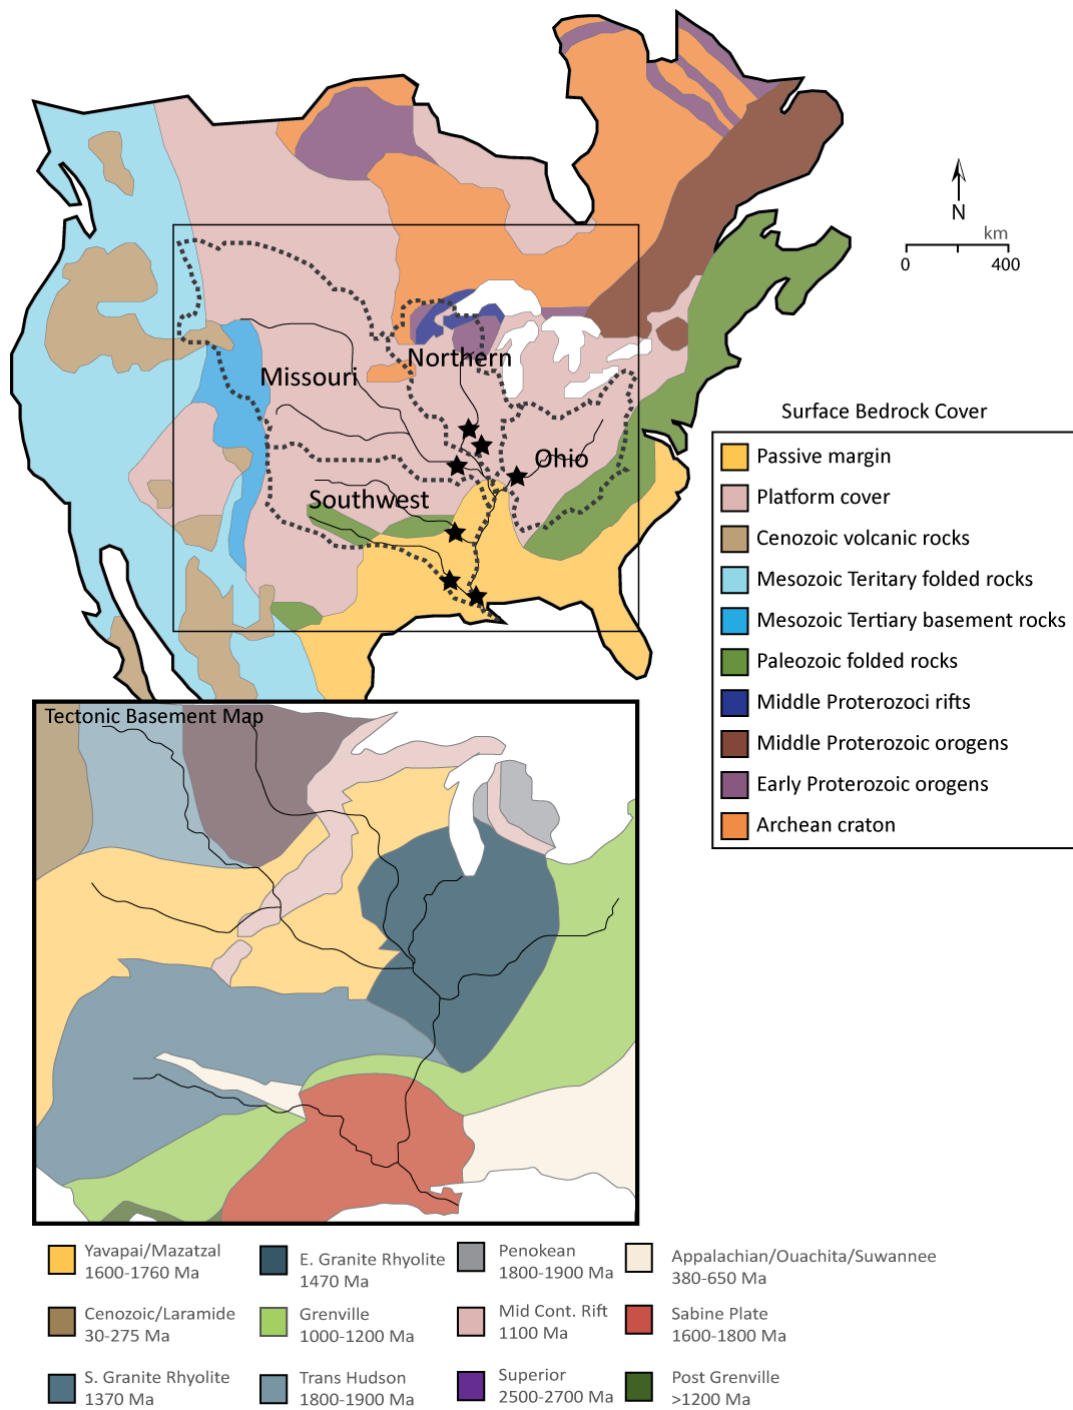 N
km
0 400
Northern
Missouri
Ohio
Southwest
Surface Bedrock Cover
Passive margin
Platform cover
Cenozoic volcanic rocks
Mesozoic Teritary folded rocks
Mesozoic Tertiary basement rocks
Paleozoic folded rocks
Middle Proterozoci rifts
Middle Proterozoic orogens
Early Proterozoic orogens
Archean craton
Tectonic Basement Map
Yavapai/Mazatzal
1600-1760 Ma
E. Granite Rhyolite
1470 Ma
Penokean
1800-1900 Ma
Appalachian/Ouachita/Suwannee
380-650 Ma
Cenozoic/Laramide
30-275 Ma
Grenville
1000-1200 Ma
Mid Cont. Rift
1100 Ma
Sabine Plate
1600-1800 Ma
S. Granite Rhyolite
1370 Ma
Trans Hudson
1800-1900 Ma
Superior
2500-2700 Ma
Post Grenville
>1200 Ma